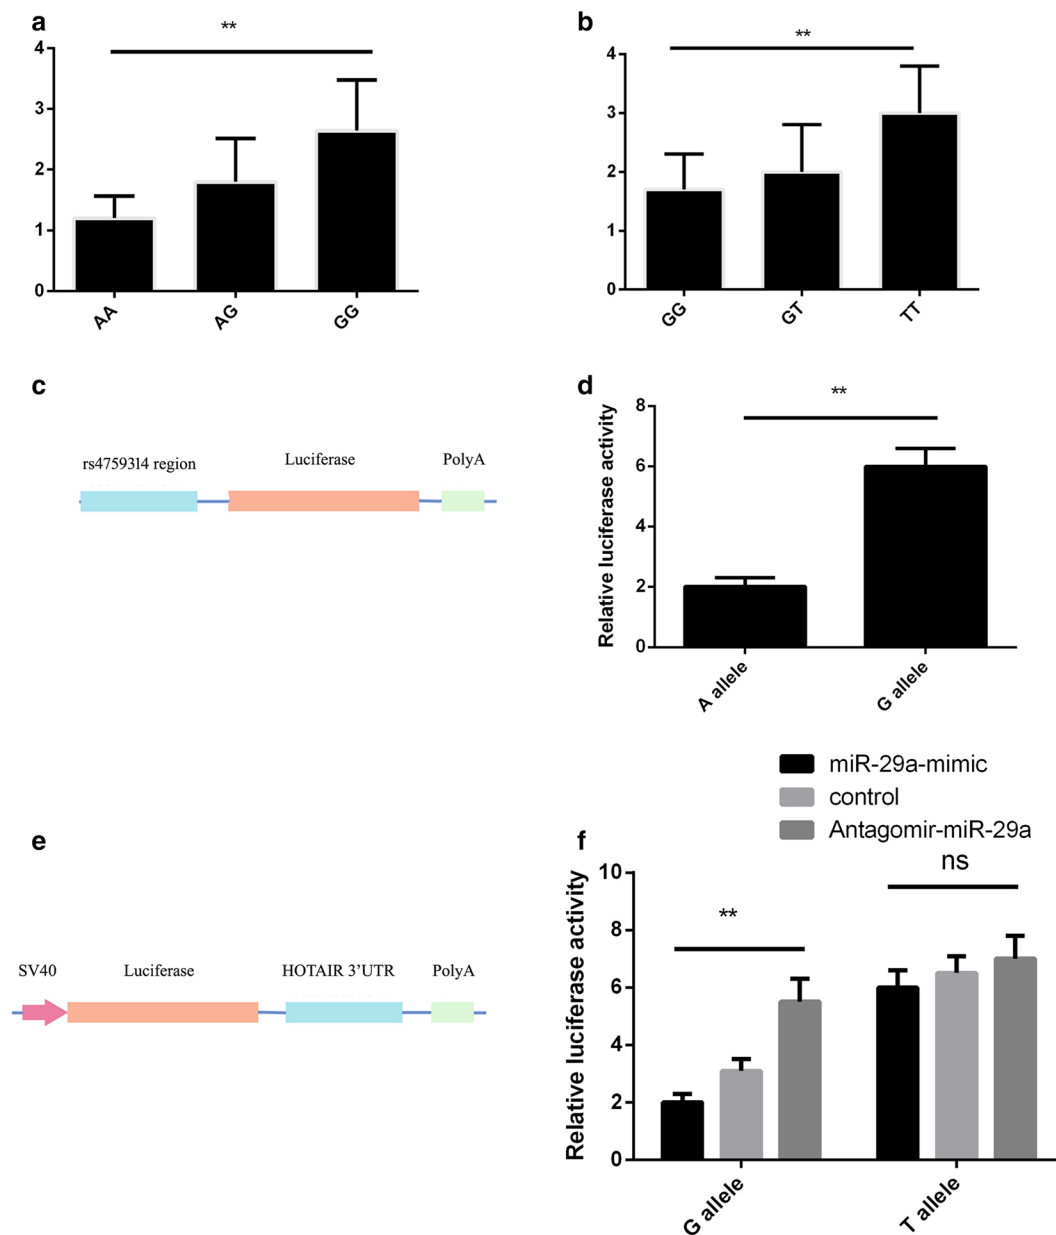 a
**
4
3
2
1
0
AA
AG
GG
b
**
4
3
2
1
0
GG
GT
TT
c
rs4759314 region
Luciferase
PolyA
d
**
Relative luciferase activity
8
6
4
2
0
A allele
G allele
e
SV40
Luciferase
HOTAIR 3'UTR
PolyA
f
miR-29a-mimic
control
Antagomir-miR-29a
**
ns
Relative luciferase activity
10
8
6
4
2
0
G allele
T allele